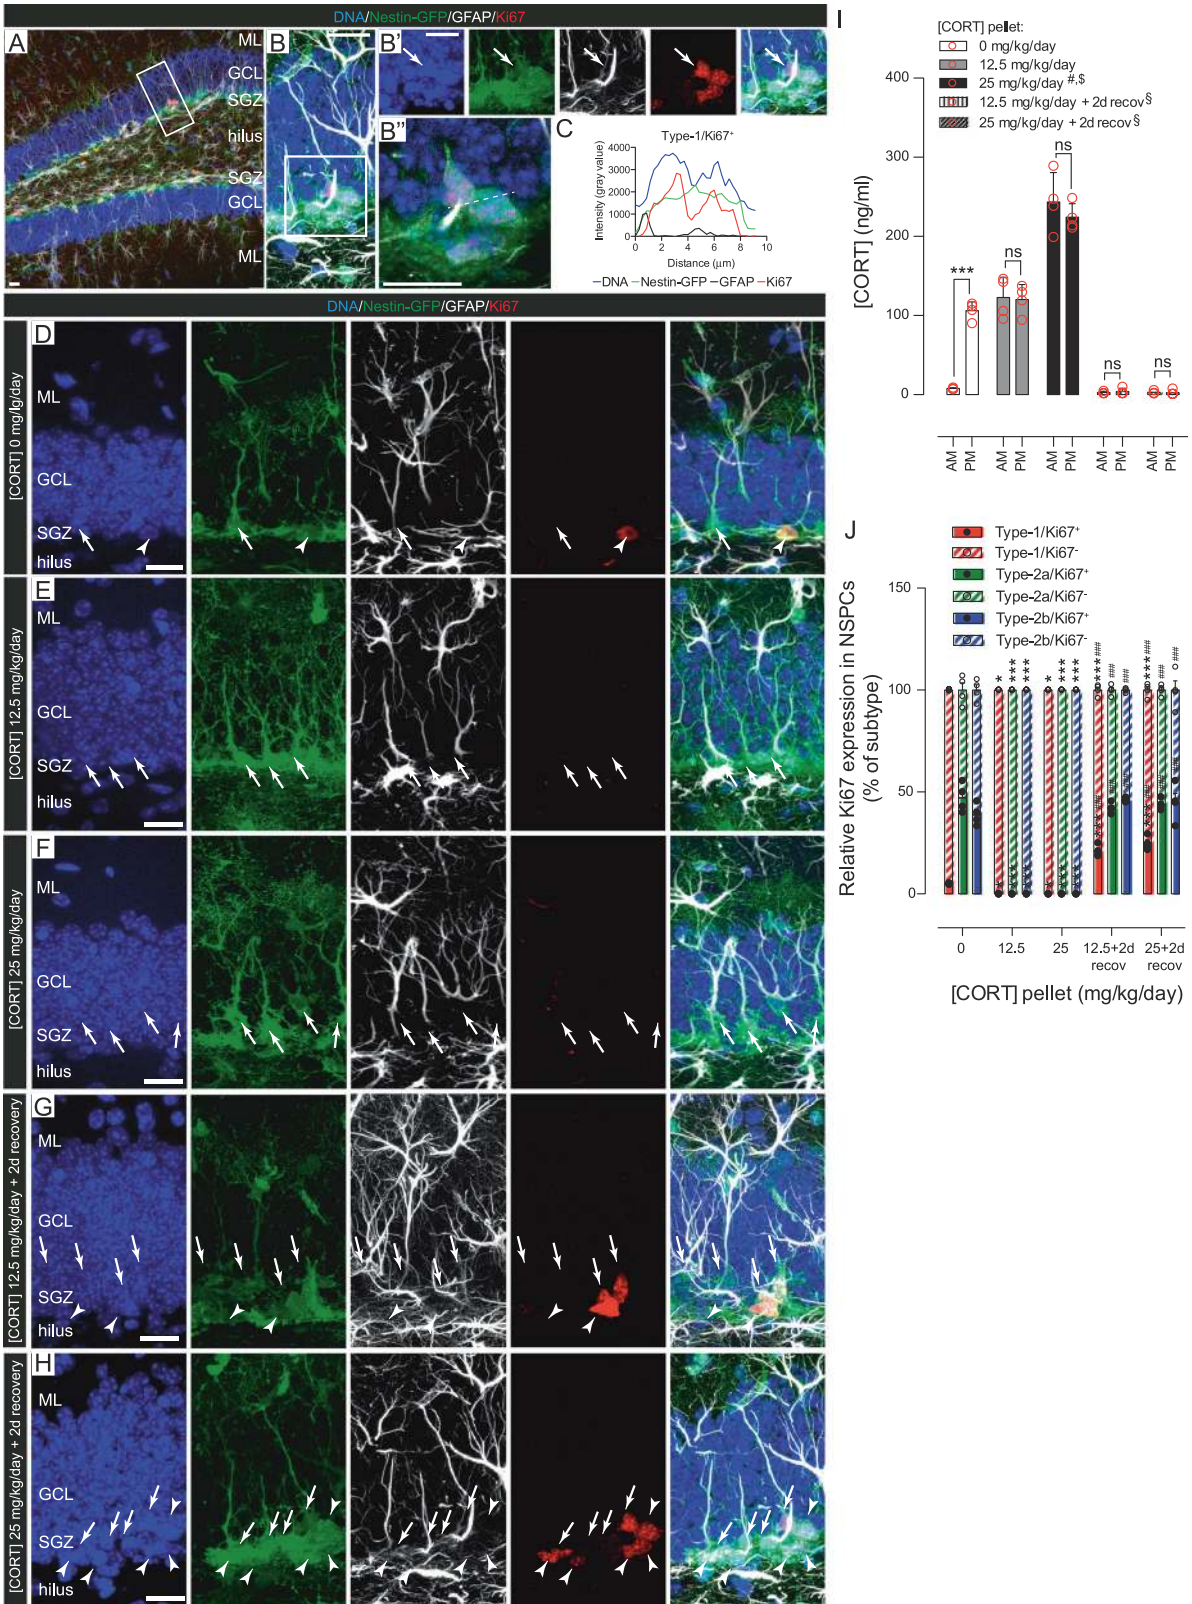 DNA/Nestin-GFP/GFAP/Ki67
A
ML
GCL
SGZ
hilus
SGZ
GCL
ML
B
B'
B"
C
Type-1/Ki67⁺
Intensity (gray value)
4000
3000
2000
1000
0
0 2 4 6 8 10
Distance (μm)
DNA Nestin-GFP GFAP Ki67
DNA/Nestin-GFP/GFAP/Ki67
[CORT] 0 mg/lg/day
D
ML
GCL
SGZ
hilus
[CORT] 12.5 mg/kg/day
E
ML
GCL
SGZ
hilus
[CORT] 25 mg/kg/day
F
ML
GCL
SGZ
hilus
[CORT] 12.5 mg/kg/day + 2d recovery
G
ML
GCL
SGZ
hilus
[CORT] 25 mg/kg/day + 2d recovery
H
ML
GCL
SGZ
hilus
I
[CORT] pellet:
0 mg/kg/day
12.5 mg/kg/day
25 mg/kg/day #,$
12.5 mg/kg/day + 2d recov§
25 mg/kg/day + 2d recov§
[CORT] (ng/ml)
400
300
200
100
0
*** ns ns ns ns
AM PM AM PM AM PM AM PM AM PM
J
Type-1/Ki67⁺
Type-1/Ki67⁻
Type-2a/Ki67⁺
Type-2a/Ki67⁻
Type-2b/Ki67⁺
Type-2b/Ki67⁻
Relative Ki67 expression in NSPCs
(% of subtype)
150
100
50
0
* *** *** * *** *** ***### ### ### ***### ### ###
0 12.5 25 12.5+2d recov 25+2d recov
[CORT] pellet (mg/kg/day)